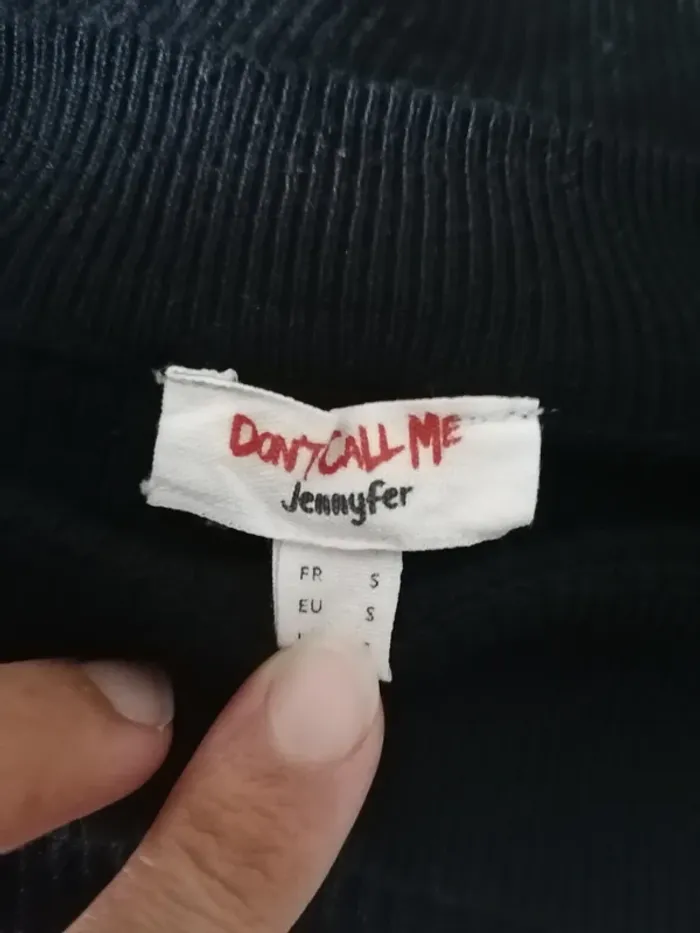 DON'T CALL ME
Jennyfer
FR S
EU S